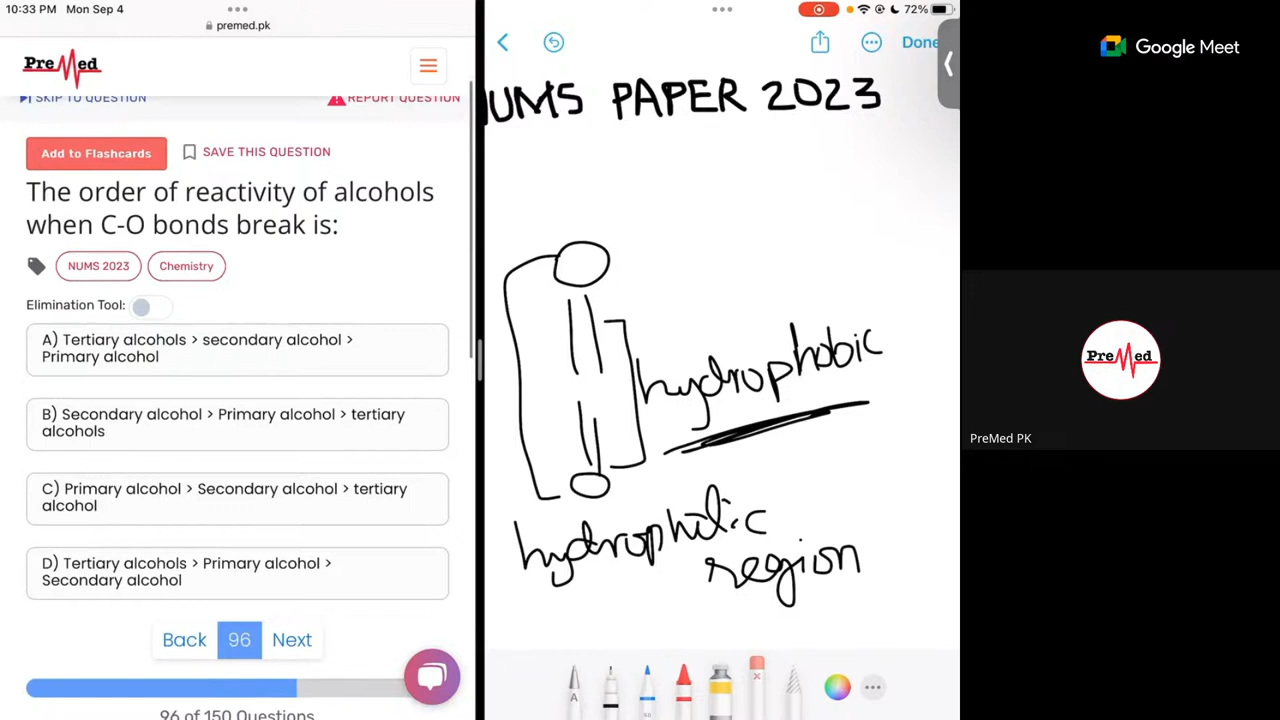 10:33 PM Mon Sep 4
premed.pk
PreMed
SKIP TO QUESTION
REPORT QUESTION
Add to Flashcards
SAVE THIS QUESTION
The order of reactivity of alcohols
when C-O bonds break is:
NUMS 2023
Chemistry
Elimination Tool:
A) Tertiary alcohols > secondary alcohol >
Primary alcohol
B) Secondary alcohol > Primary alcohol > tertiary
alcohols
C) Primary alcohol > Secondary alcohol > tertiary
alcohol
D) Tertiary alcohols > Primary alcohol >
Secondary alcohol
Back 96 Next
96 of 150 Questions
72%
Done
NUMS PAPER 2023
hydrophobic
hydrophilic
region
A
Google Meet
PreMed
PreMed PK